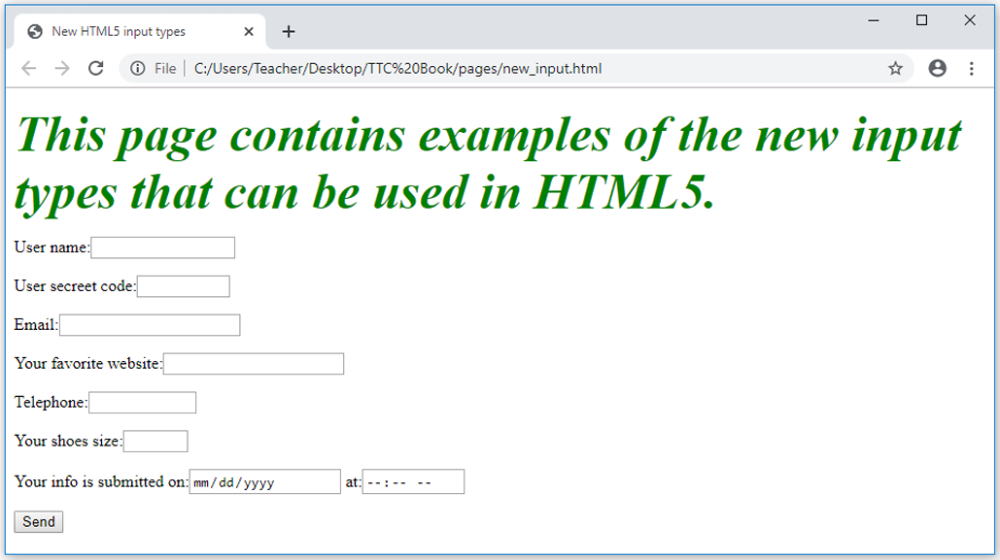 New HTML5 input types
File C:/Users/Teacher/Desktop/TTC%20Book/pages/new_input.html
This page contains examples of the new input
types that can be used in HTML5.
User name:
User secreet code:
Email:
Your favorite website:
Telephone:
Your shoes size:
Your info is submitted on: mm/dd/yyyy at: --:-- --
Send